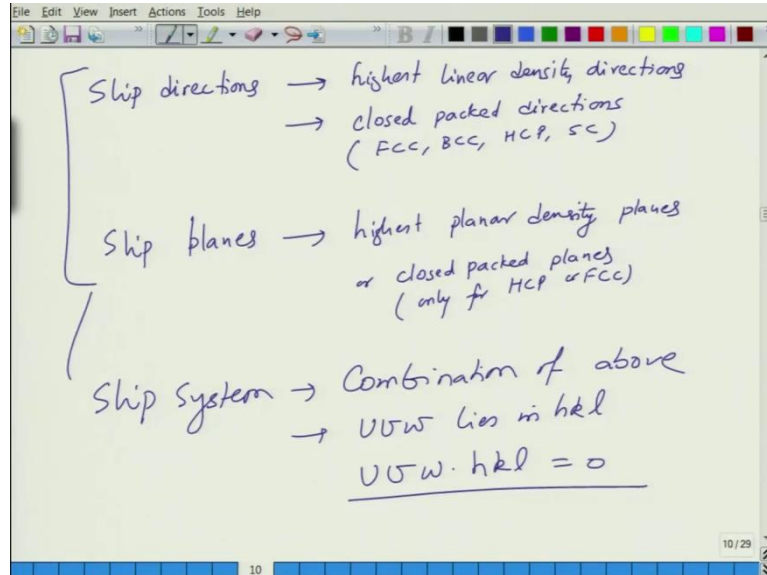 File Edit View Insert Actions Tools Help
Slip directions → highest linear density directions
→ closed packed directions
( FCC, BCC, HCP, SC )
Slip planes → highest planar density planes
or closed packed planes
( only for HCP or FCC )
Slip System → Combination of above
→ UVW lies in hkl
UVW. hkl = 0
10/29
10